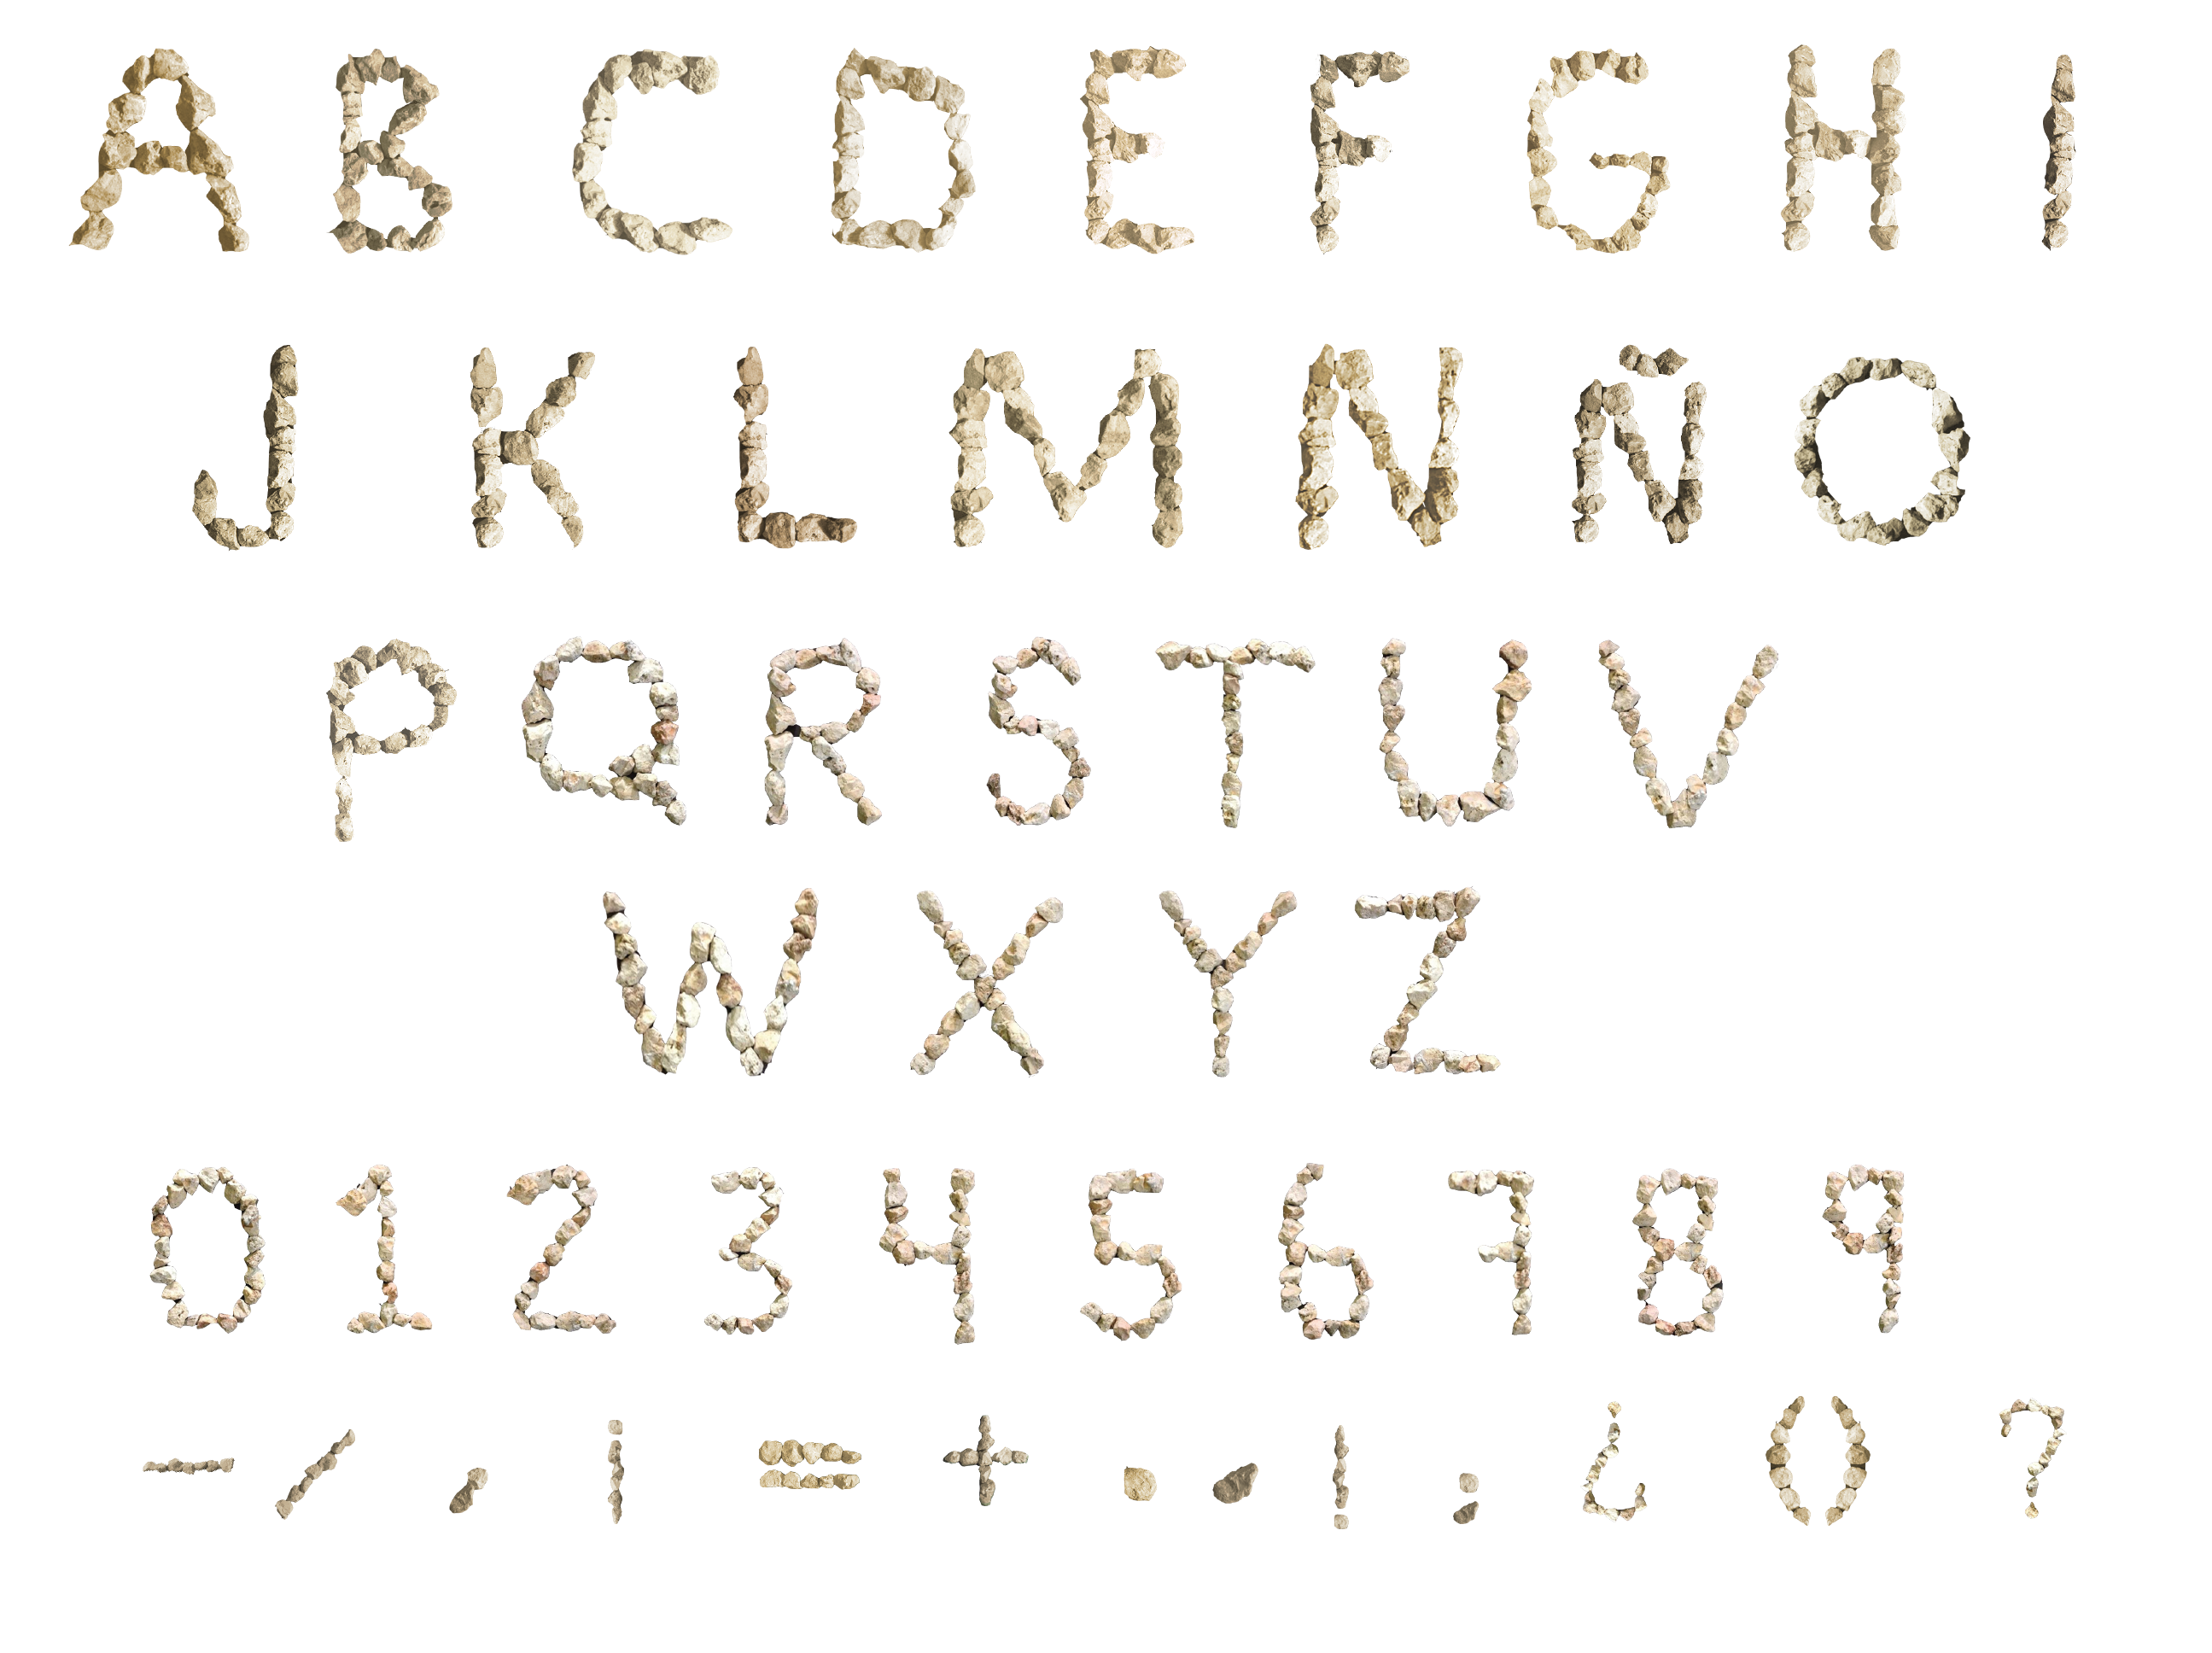 A B C D E F G H I
J K L M N Ñ O
P Q R S T U V
W X Y Z
0 1 2 3 4 5 6 7 8 9
- / , ¡ = + . ´ ! ; ¿ () ?